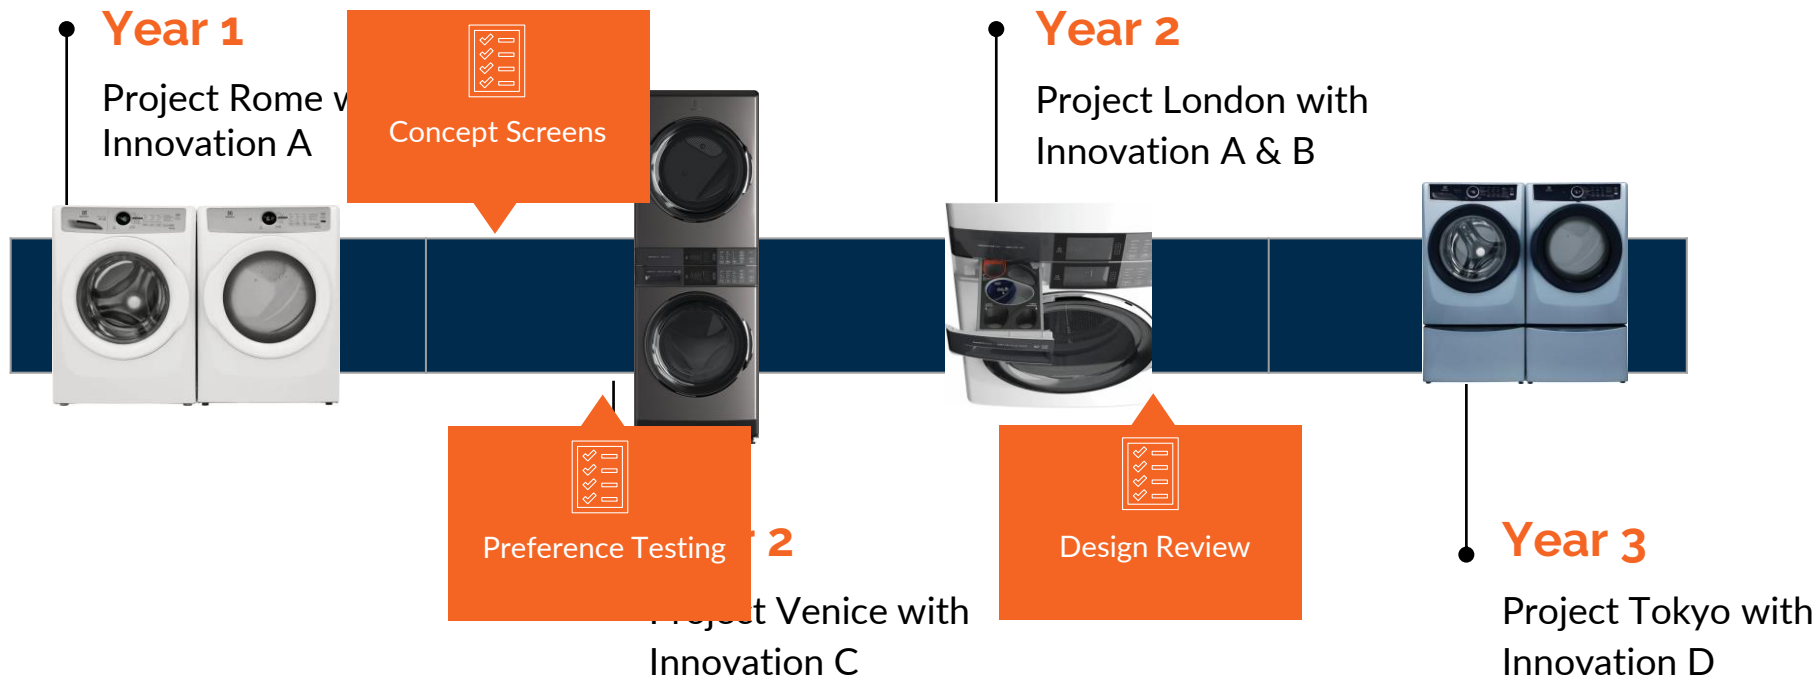 Year 1
Project Rome
Innovation A
Concept Screens
Year 2
Project London with
Innovation A & B
Preference Testing
2
Venice with
Innovation C
Design Review
Year 3
Project Tokyo with
Innovation D